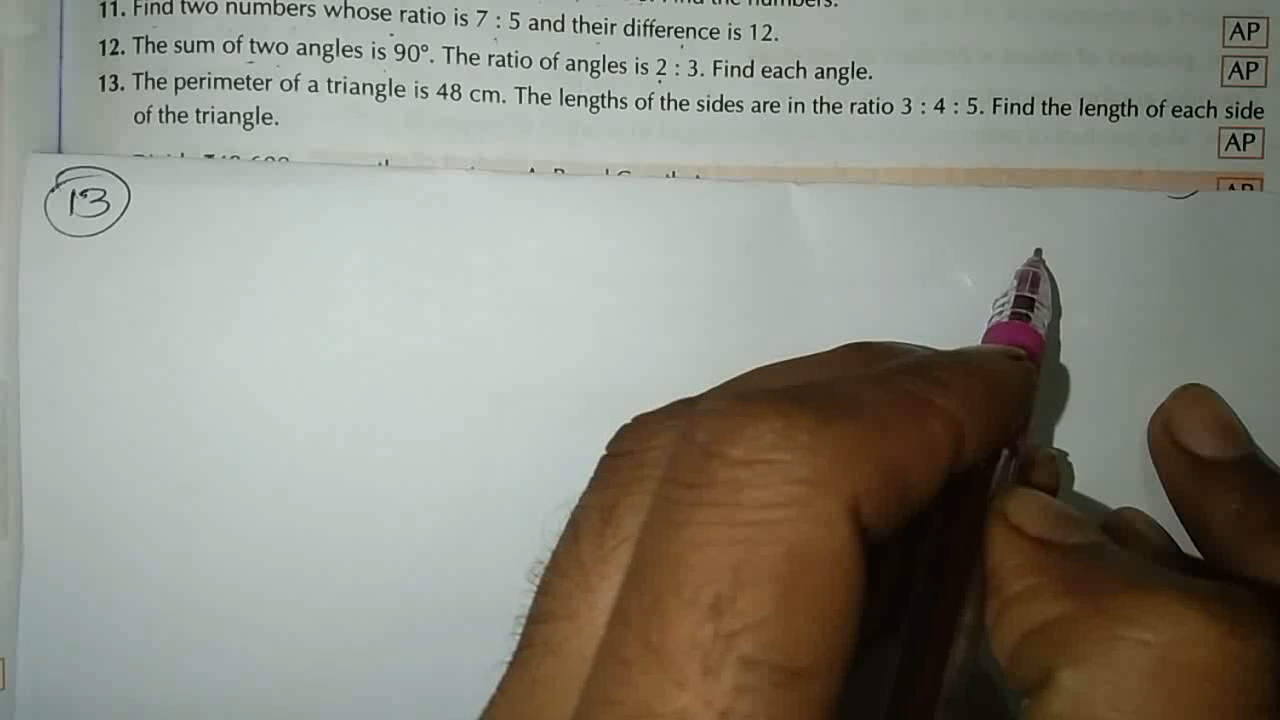 numbers.
11. Find two numbers whose ratio is 7 : 5 and their difference is 12.
AP
12. The sum of two angles is 90°. The ratio of angles is 2 : 3. Find each angle.
AP
13. The perimeter of a triangle is 48 cm. The lengths of the sides are in the ratio 3 : 4 : 5. Find the length of each side
of the triangle.
AP
AP
13